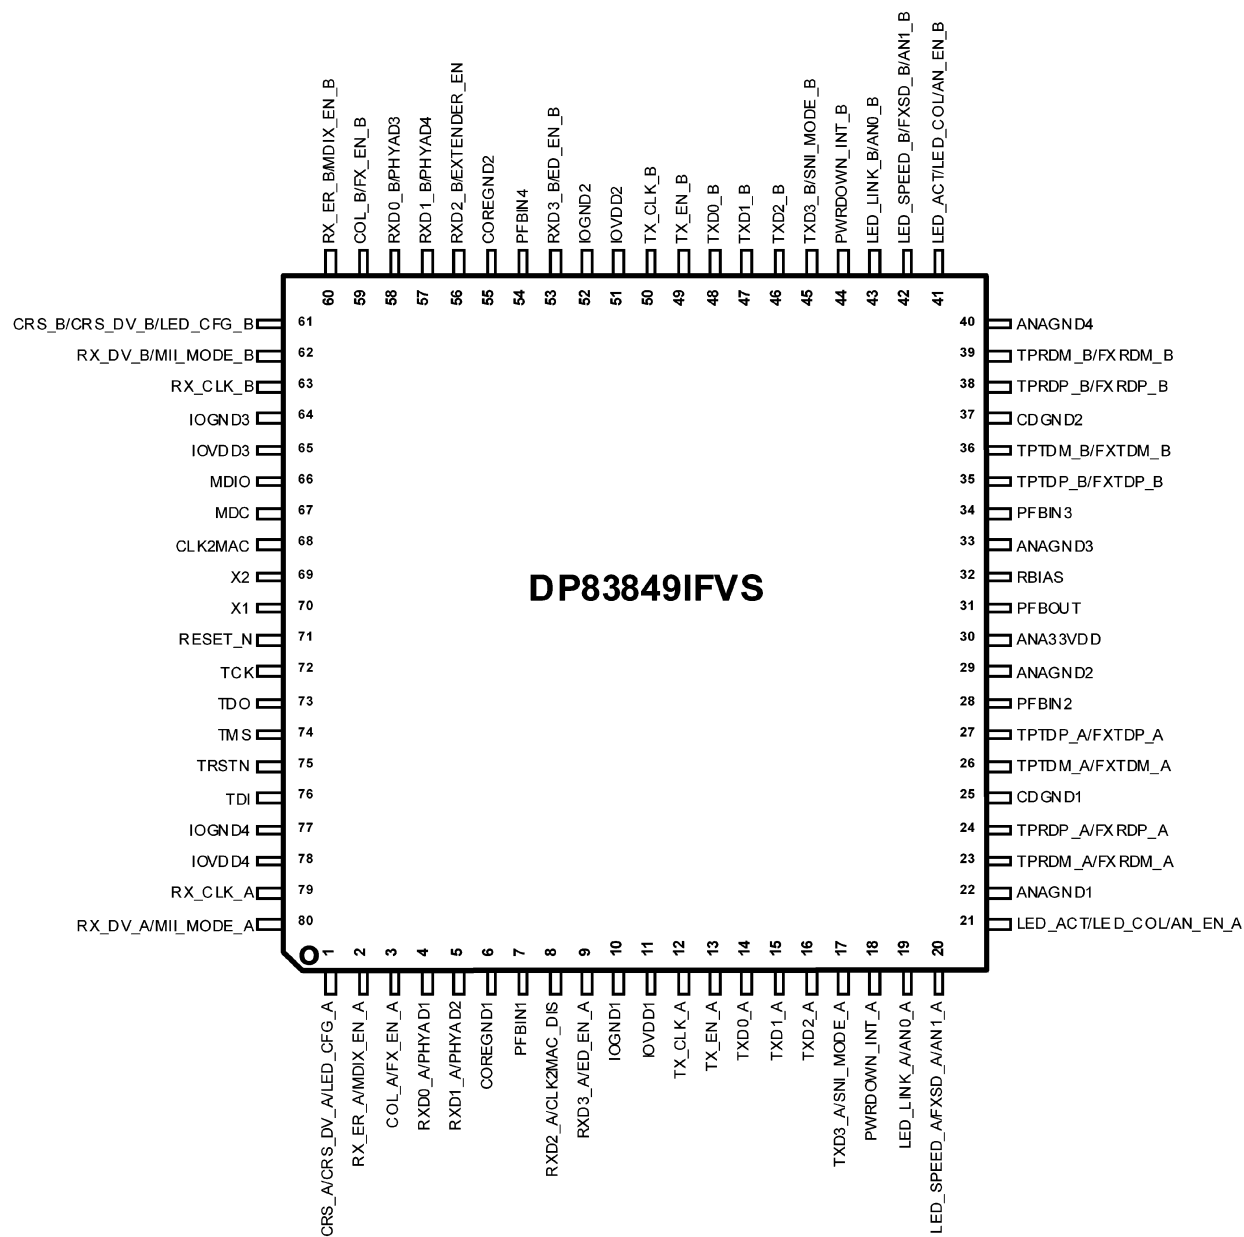 RX_ER_B/MDIX_EN_B
COL_B/FX_EN_B
RXD0_B/PHYAD3
RXD1_B/PHYAD4
RXD2_B/EXTENDER_EN
COREGND2
PFBIN4
RXD3_B/ED_EN_B
IOGND2
IOVDD2
TX_CLK_B
TX_EN_B
TXD0_B
TXD1_B
TXD2_B
TXD3_B/SNI_MODE_B
PWRDOWN_INT_B
LED_LINK_B/AN0_B
LED_SPEED_B/FXSD_B/AN1_B
LED_ACT/LED_COL/AN_EN_B
60
59
58
57
56
55
54
53
52
51
50
49
48
47
46
45
44
43
42
41
CRS_B/CRS_DV_B/LED_CFG_B 61
RX_DV_B/MII_MODE_B 62
RX_CLK_B 63
IOGND3 64
IOVDD3 65
MDIO 66
MDC 67
CLK2MAC 68
X2 69
X1 70
RESET_N 71
TCK 72
TDO 73
TMS 74
TRSTN 75
TDI 76
IOGND4 77
IOVDD4 78
RX_CLK_A 79
RX_DV_A/MII_MODE_A 80
DP83849IFVS
40 ANAGND4
39 TPRDM_B/FXRDM_B
38 TPRDP_B/FXRDP_B
37 CDGND2
36 TPTDM_B/FXTDM_B
35 TPTDP_B/FXTDP_B
34 PFBIN3
33 ANAGND3
32 RBIAS
31 PFBOUT
30 ANA33VDD
29 ANAGND2
28 PFBIN2
27 TPTDP_A/FXTDP_A
26 TPTDM_A/FXTDM_A
25 CDGND1
24 TPRDP_A/FXRDP_A
23 TPRDM_A/FXRDM_A
22 ANAGND1
21 LED_ACT/LED_COL/AN_EN_A
1
2
3
4
5
6
7
8
9
10
11
12
13
14
15
16
17
18
19
20
CRS_A/CRS_DV_A/LED_CFG_A
RX_ER_A/MDIX_EN_A
COL_A/FX_EN_A
RXD0_A/PHYAD1
RXD1_A/PHYAD2
COREGND1
PFBIN1
RXD2_A/CLK2MAC_DIS
RXD3_A/ED_EN_A
IOGND1
IOVDD1
TX_CLK_A
TX_EN_A
TXD0_A
TXD1_A
TXD2_A
TXD3_A/SNI_MODE_A
PWRDOWN_INT_A
LED_LINK_A/AN0_A
LED_SPEED_A/FXSD_A/AN1_A